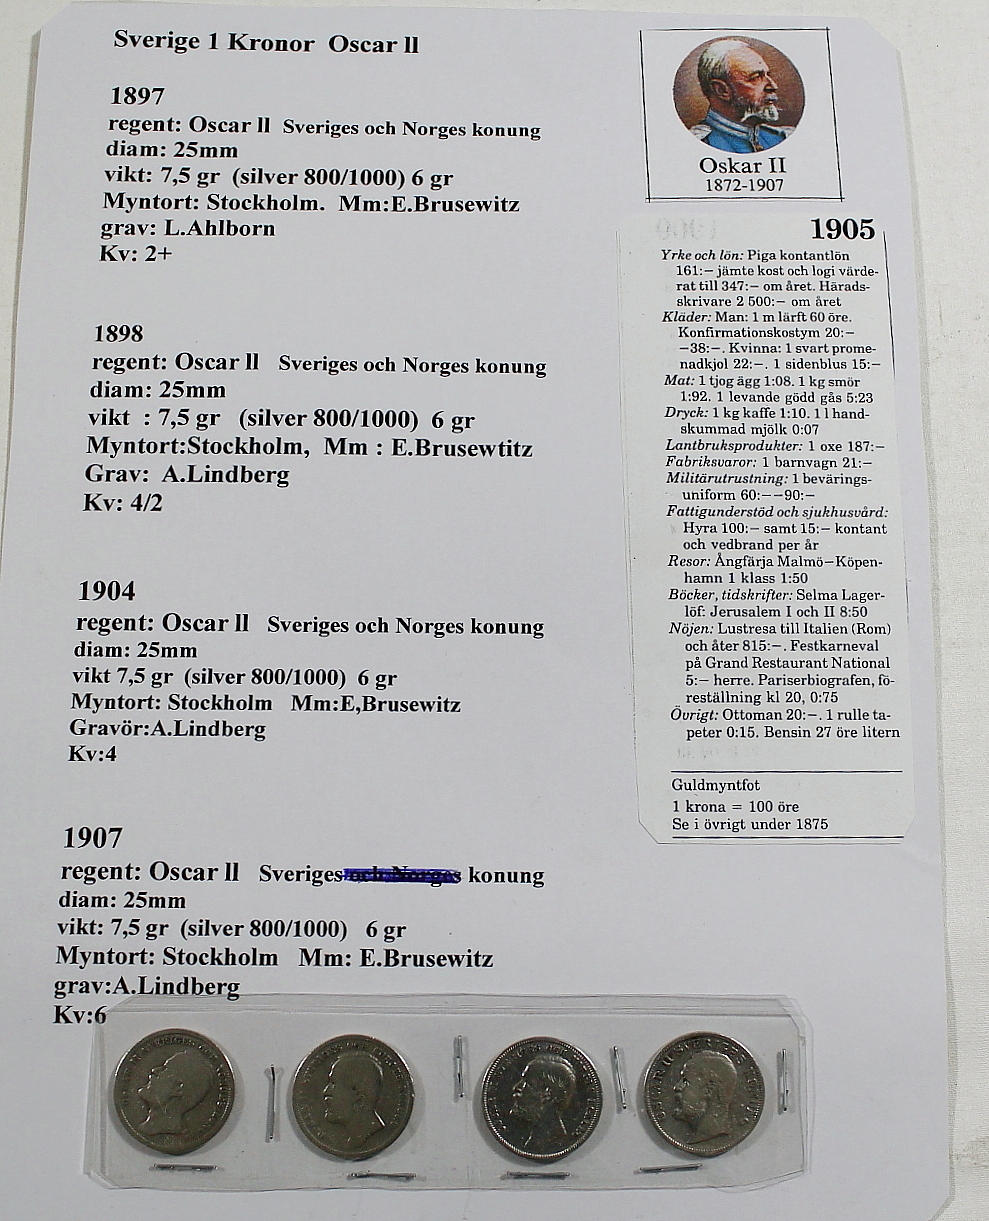 Sverige 1 Kronor Oscar ll
1897
regent: Oscar ll Sveriges och Norges konung
diam: 25mm
vikt: 7,5 gr (silver 800/1000) 6 gr
Myntort: Stockholm. Mm:E.Brusewitz
grav: L.Ahlborn
Kv: 2+
1898
regent: Oscar ll Sveriges och Norges konung
diam: 25mm
vikt : 7,5 gr (silver 800/1000) 6 gr
Myntort:Stockholm, Mm : E.Brusewtitz
Grav: A.Lindberg
Kv: 4/2
1904
regent: Oscar ll Sveriges och Norges konung
diam: 25mm
vikt 7,5 gr (silver 800/1000) 6 gr
Myntort: Stockholm Mm:E,Brusewitz
Gravör:A.Lindberg
Kv:4
1907
regent: Oscar ll Sveriges och Norges konung
diam: 25mm
vikt: 7,5 gr (silver 800/1000) 6 gr
Myntort: Stockholm Mm: E.Brusewitz
grav:A.Lindberg
Kv:6
Oskar II
1872-1907
1905
Yrke och lön: Piga kontantlön
161:– jämte kost och logi värde-
rat till 347:– om året. Härads-
skrivare 2 500:– om året
Kläder: Man: 1 m lärft 60 öre.
Konfirmationskostym 20:–
–38:–. Kvinna: 1 svart prome-
nadkjol 22:–. 1 sidenblus 15:–
Mat: 1 tjog ägg 1:08. 1 kg smör
1:92. 1 levande gödd gås 5:23
Dryck: 1 kg kaffe 1:10. 1 l hand-
skummad mjölk 0:07
Lantbruksprodukter: 1 oxe 187:–
Fabriksvaror: 1 barnvagn 21:–
Militärutrustning: 1 bevärings-
uniform 60:––90:–
Fattigunderstöd och sjukhusvård:
Hyra 100:– samt 15:– kontant
och vedbrand per år
Resor: Ångfärja Malmö–Köpen-
hamn 1 klass 1:50
Böcker, tidskrifter: Selma Lager-
löf: Jerusalem I och II 8:50
Nöjen: Lustresa till Italien (Rom)
och åter 815:–. Festkarneval
på Grand Restaurant National
5:– herre. Pariserbiografen, fö-
reställning kl 20, 0:75
Övrigt: Ottoman 20:–. 1 rulle ta-
peter 0:15. Bensin 27 öre litern
Guldmyntfot
1 krona = 100 öre
Se i övrigt under 1875